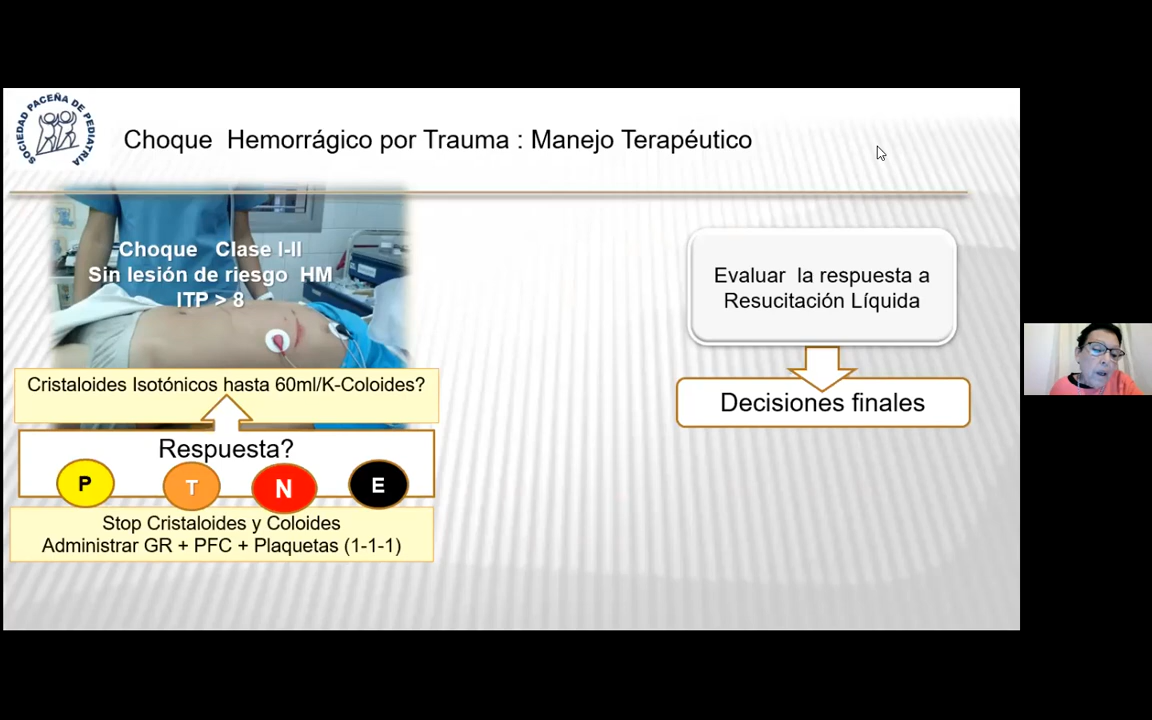 SOCIEDAD PACEÑA DE PEDIATRIA
Choque Hemorrágico por Trauma : Manejo Terapéutico
Choque Clase I-II
Sin lesión de riesgo HM
ITP > 8
Cristaloides Isotónicos hasta 60ml/K-Coloides?
Respuesta?
P T N E
Stop Cristaloides y Coloides
Administrar GR + PFC + Plaquetas (1-1-1)
Evaluar la respuesta a
Resucitación Líquida
Decisiones finales